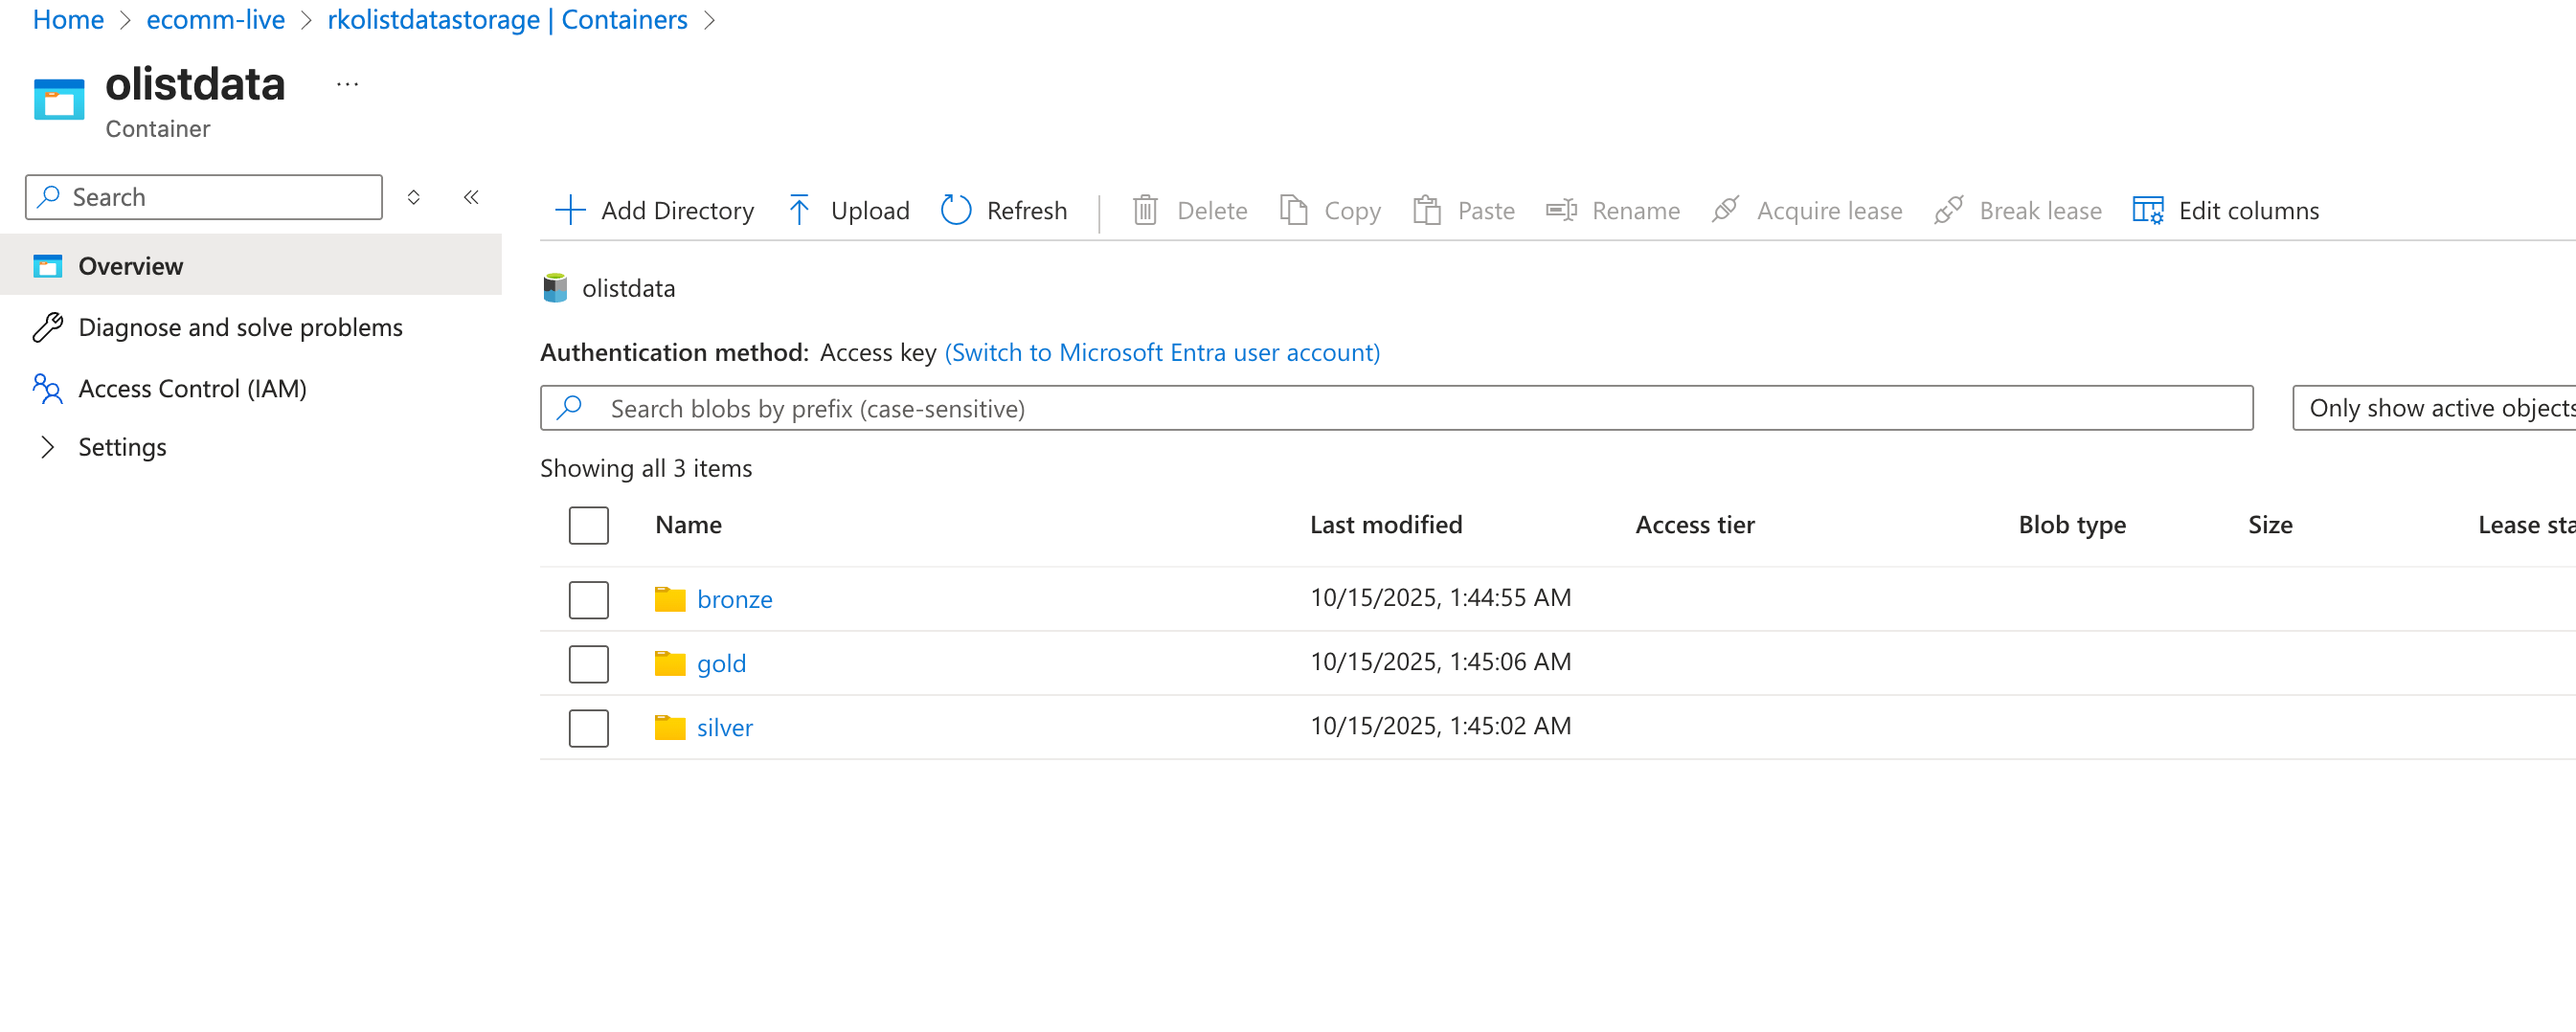 Home > ecomm-live > rkolistdatastorage | Containers >
olistdata ...
Container
Search
Overview
Diagnose and solve problems
Access Control (IAM)
Settings
Add Directory Upload Refresh Delete Copy Paste Rename Acquire lease Break lease Edit columns
olistdata
Authentication method: Access key (Switch to Microsoft Entra user account)
Search blobs by prefix (case-sensitive)
Only show active objects
Showing all 3 items
Name Last modified Access tier Blob type Size Lease sta
bronze 10/15/2025, 1:44:55 AM
gold 10/15/2025, 1:45:06 AM
silver 10/15/2025, 1:45:02 AM